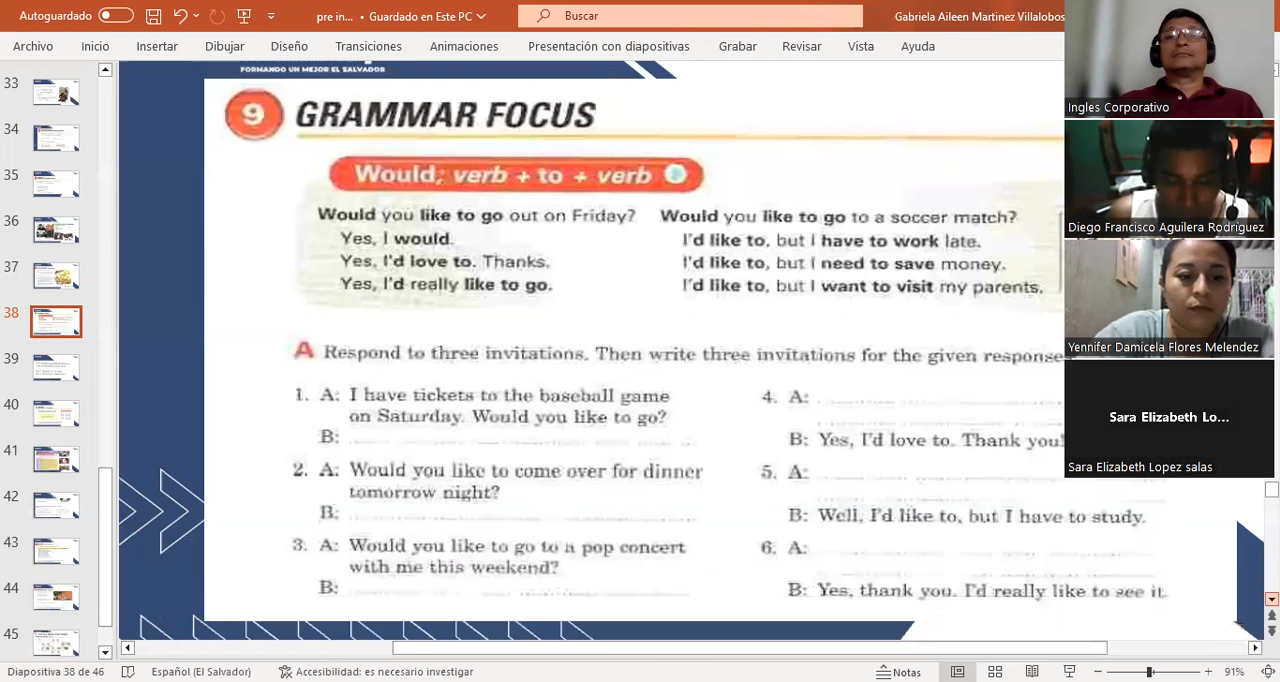 Autoguardado
pre in... • Guardado en Este PC
Buscar
Gabriela Aileen Martinez Villalobos
Archivo Inicio Insertar Dibujar Diseño Transiciones Animaciones Presentación con diapositivas Grabar Revisar Vista Ayuda
33
34
35
36
37
38
39
40
41
42
43
44
45
FORMANDO UN MEJOR EL SALVADOR
9 GRAMMAR FOCUS
Would; verb + to + verb
Would you like to go out on Friday?
Yes, I would.
Yes, I'd love to. Thanks.
Yes, I'd really like to go.
Would you like to go to a soccer match?
I'd like to, but I have to work late.
I'd like to, but I need to save money.
I'd like to, but I want to visit my parents.
A Respond to three invitations. Then write three invitations for the given response
1. A: I have tickets to the baseball game
on Saturday. Would you like to go?
B:
2. A: Would you like to come over for dinner
tomorrow night?
B:
3. A: Would you like to go to a pop concert
with me this weekend?
B:
4. A:
B: Yes, I'd love to. Thank you!
5. A:
B: Well, I'd like to, but I have to study.
6. A:
B: Yes, thank you. I'd really like to see it.
Ingles Corporativo
Diego Francisco Aguilera Rodríguez
Yennifer Damicela Flores Melendez
Sara Elizabeth Lo...
Sara Elizabeth Lopez salas
Diapositiva 38 de 46
Español (El Salvador)
Accesibilidad: es necesario investigar
Notas
91%